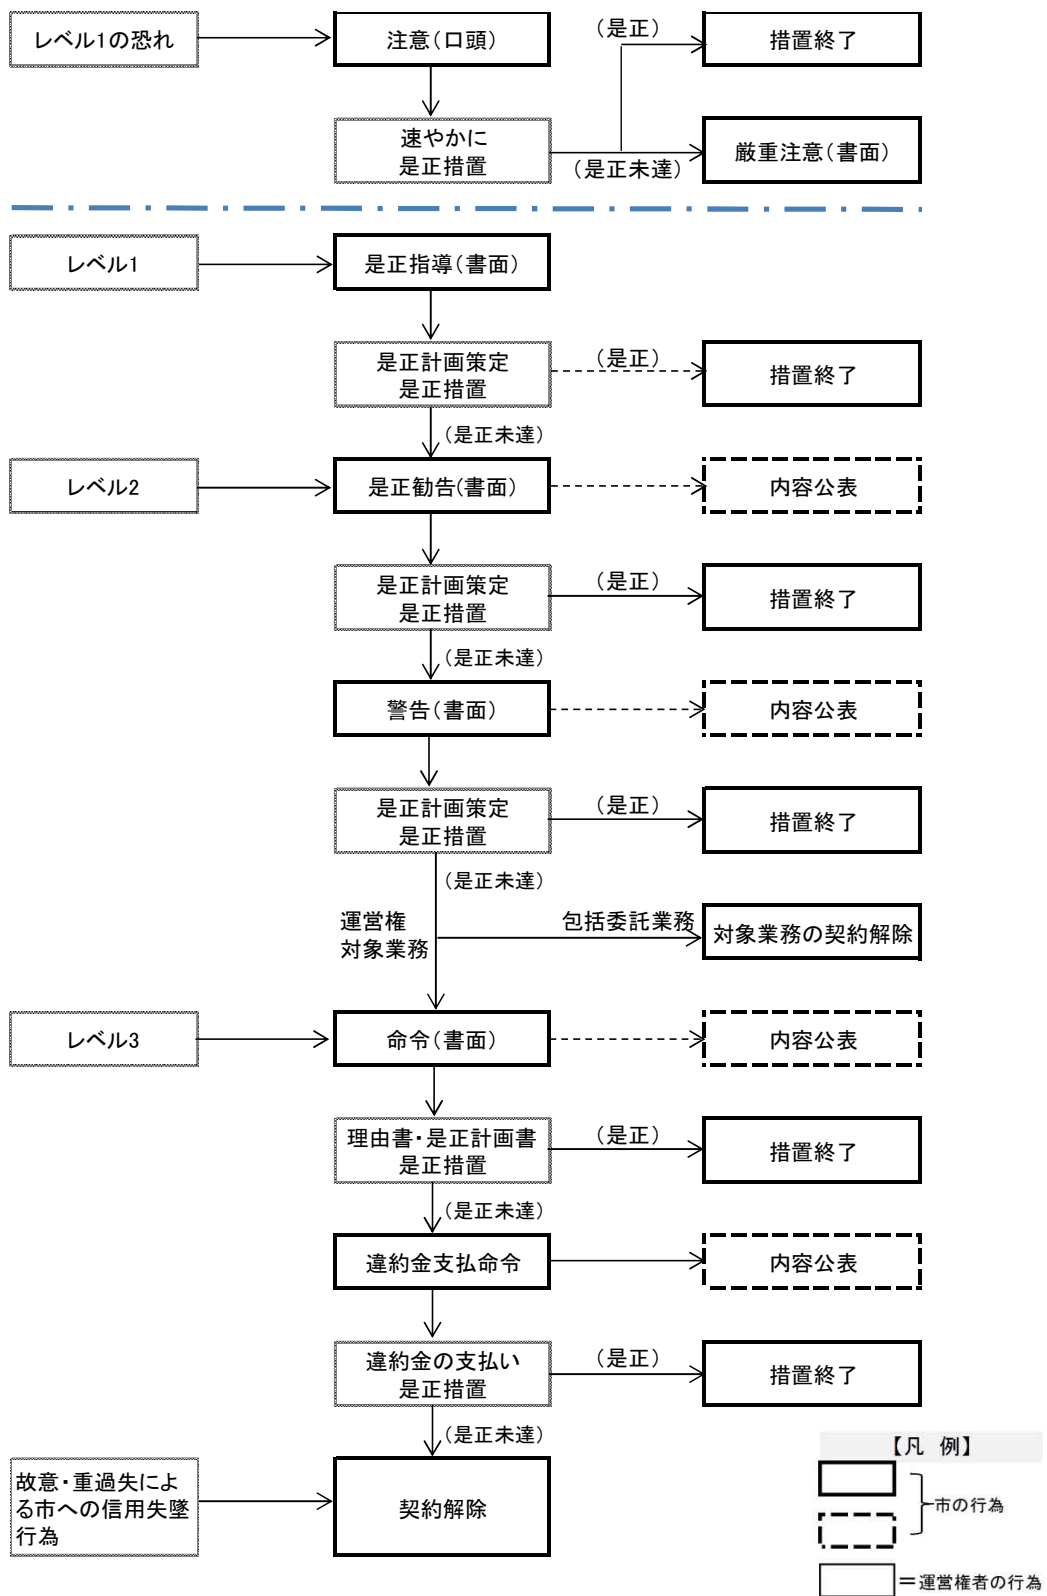 レベル1の恐れ
注意(口頭)
(是正)
措置終了
速やかに
是正措置
(是正未達)
厳重注意(書面)
レベル1
是正指導(書面)
是正計画策定
是正措置
(是正)
措置終了
(是正未達)
レベル2
是正勧告(書面)
内容公表
是正計画策定
是正措置
(是正)
措置終了
(是正未達)
警告(書面)
内容公表
是正計画策定
是正措置
(是正)
措置終了
(是正未達)
運営権
対象業務
包括委託業務
対象業務の契約解除
レベル3
命令(書面)
内容公表
理由書・是正計画書
是正措置
(是正)
措置終了
(是正未達)
違約金支払命令
内容公表
違約金の支払い
是正措置
(是正)
措置終了
(是正未達)
故意・重過失によ
る市への信用失墜
行為
契約解除
【凡 例】
市の行為
=運営権者の行為